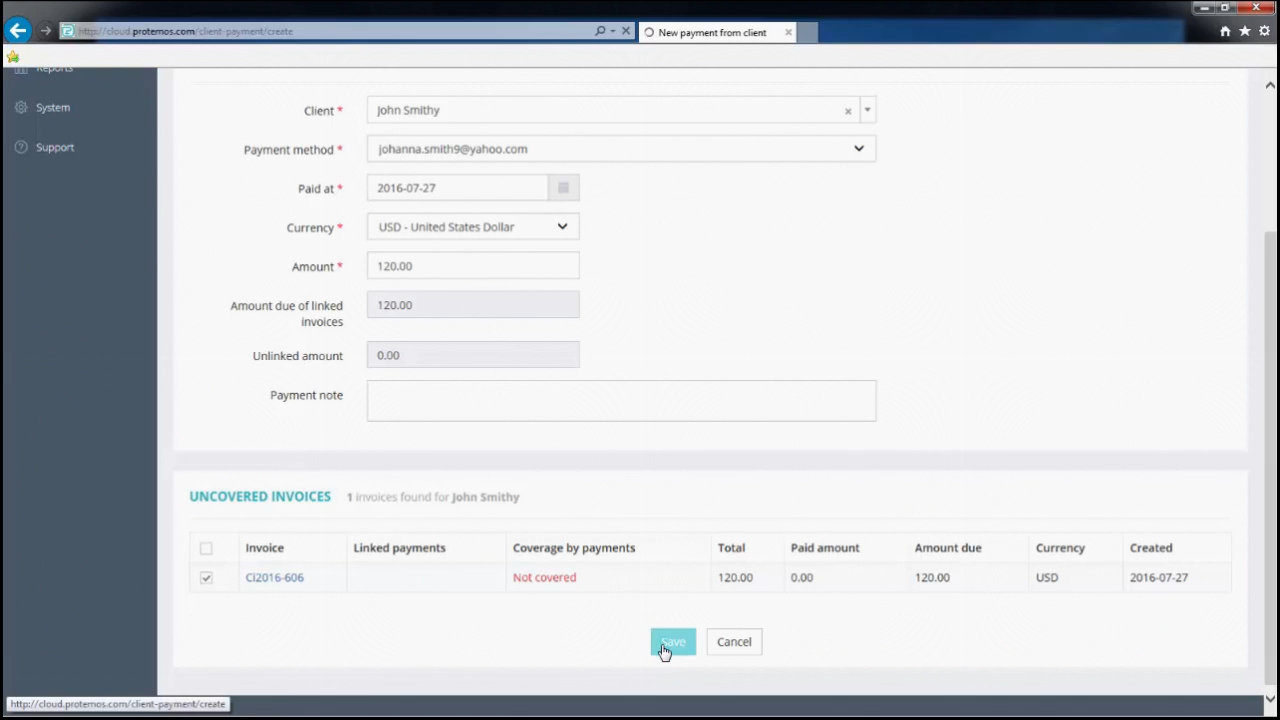 http://cloud.protemos.com/client-payment/create
New payment from client
Reports
System
Support
Client *
John Smithy
Payment method *
johanna.smith9@yahoo.com
Paid at *
2016-07-27
Currency *
USD - United States Dollar
Amount *
120.00
Amount due of linked
invoices
120.00
Unlinked amount
0.00
Payment note
UNCOVERED INVOICES 1 invoices found for John Smithy
Invoice Linked payments Coverage by payments Total Paid amount Amount due Currency Created
CI2016-606 Not covered 120.00 0.00 120.00 USD 2016-07-27
Save Cancel
http://cloud.protemos.com/client-payment/create